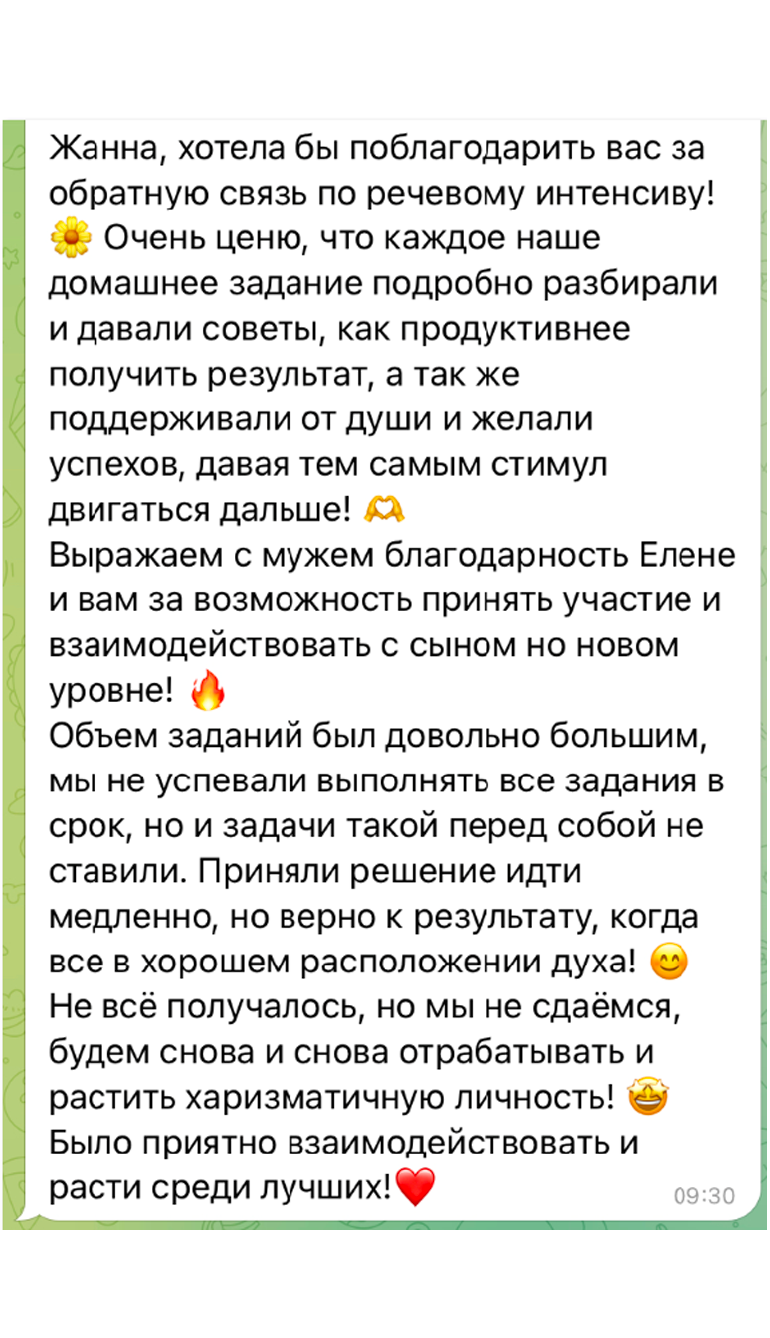 Жанна, хотела бы поблагодарить вас за
обратную связь по речевому интенсиву!
🌼 Очень ценю, что каждое наше
домашнее задание подробно разбирали
и давали советы, как продуктивнее
получить результат, а так же
поддерживали от души и желали
успехов, давая тем самым стимул
двигаться дальше! 🫶
Выражаем с мужем благодарность Елене
и вам за возможность принять участие и
взаимодействовать с сыном но новом
уровне! 🔥
Объем заданий был довольно большим,
мы не успевали выполнять все задания в
срок, но и задачи такой перед собой не
ставили. Приняли решение идти
медленно, но верно к результату, когда
все в хорошем расположении духа! 😊
Не всё получалось, но мы не сдаёмся,
будем снова и снова отрабатывать и
растить харизматичную личность! 🤩
Было приятно взаимодействовать и
расти среди лучших!❤️
09:30